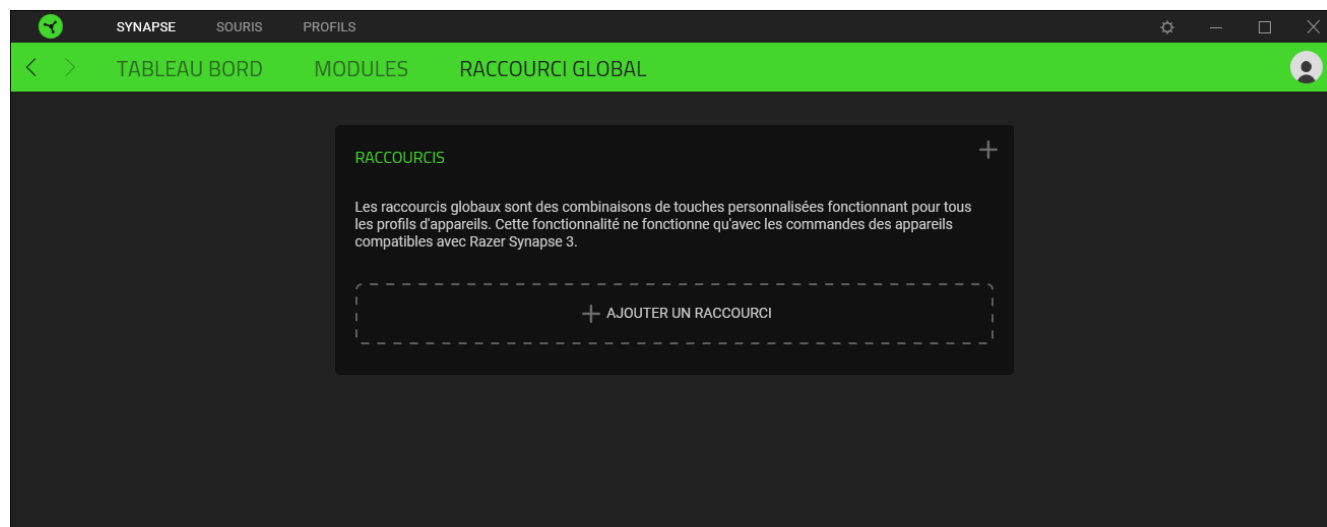 SYNAPSE SOURIS PROFILS
TABLEAU BORD MODULES RACCOURCI GLOBAL
RACCOURCIS
Les raccourcis globaux sont des combinaisons de touches personnalisées fonctionnant pour tous
les profils d'appareils. Cette fonctionnalité ne fonctionne qu'avec les commandes des appareils
compatibles avec Razer Synapse 3.
AJOUTER UN RACCOURCI